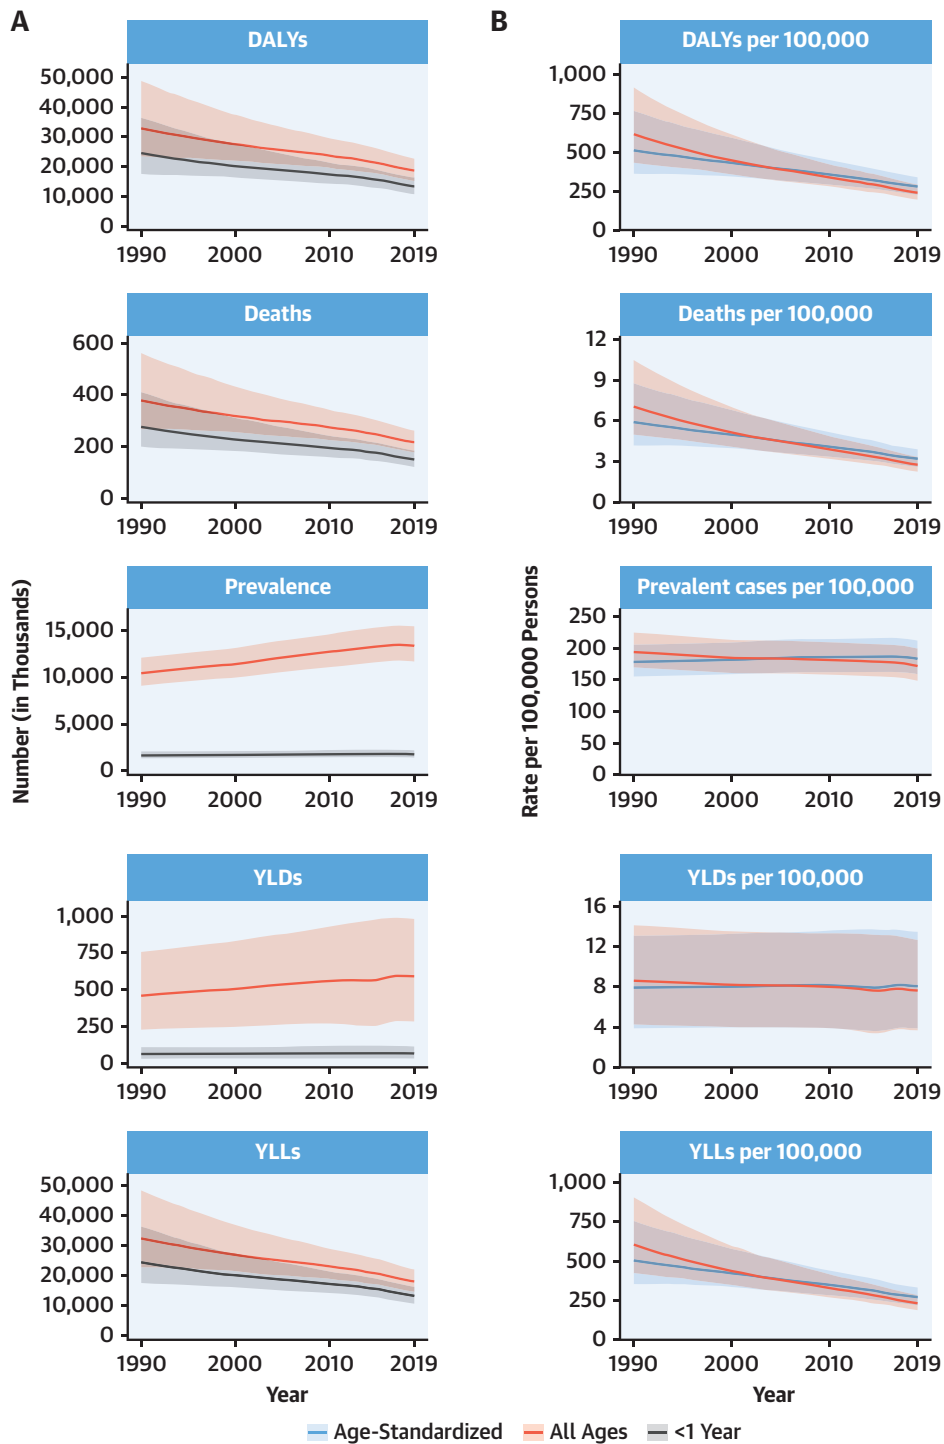 A
B
DALYs
50,000
40,000
30,000
20,000
10,000
0
1990 2000 2010 2019
DALYs per 100,000
1,000
750
500
250
0
1990 2000 2010 2019
Deaths
600
400
200
0
1990 2000 2010 2019
Deaths per 100,000
12
9
6
3
0
1990 2000 2010 2019
Number (in Thousands)
Prevalence
15,000
10,000
5,000
0
1990 2000 2010 2019
Rate per 100,000 Persons
Prevalent cases per 100,000
250
200
150
100
50
0
1990 2000 2010 2019
YLDs
1,000
750
500
250
0
1990 2000 2010 2019
YLDs per 100,000
16
12
8
4
0
1990 2000 2010 2019
YLLs
50,000
40,000
30,000
20,000
10,000
0
1990 2000 2010 2019
Year
YLLs per 100,000
1,000
750
500
250
0
1990 2000 2010 2019
Year
Age-Standardized All Ages <1 Year